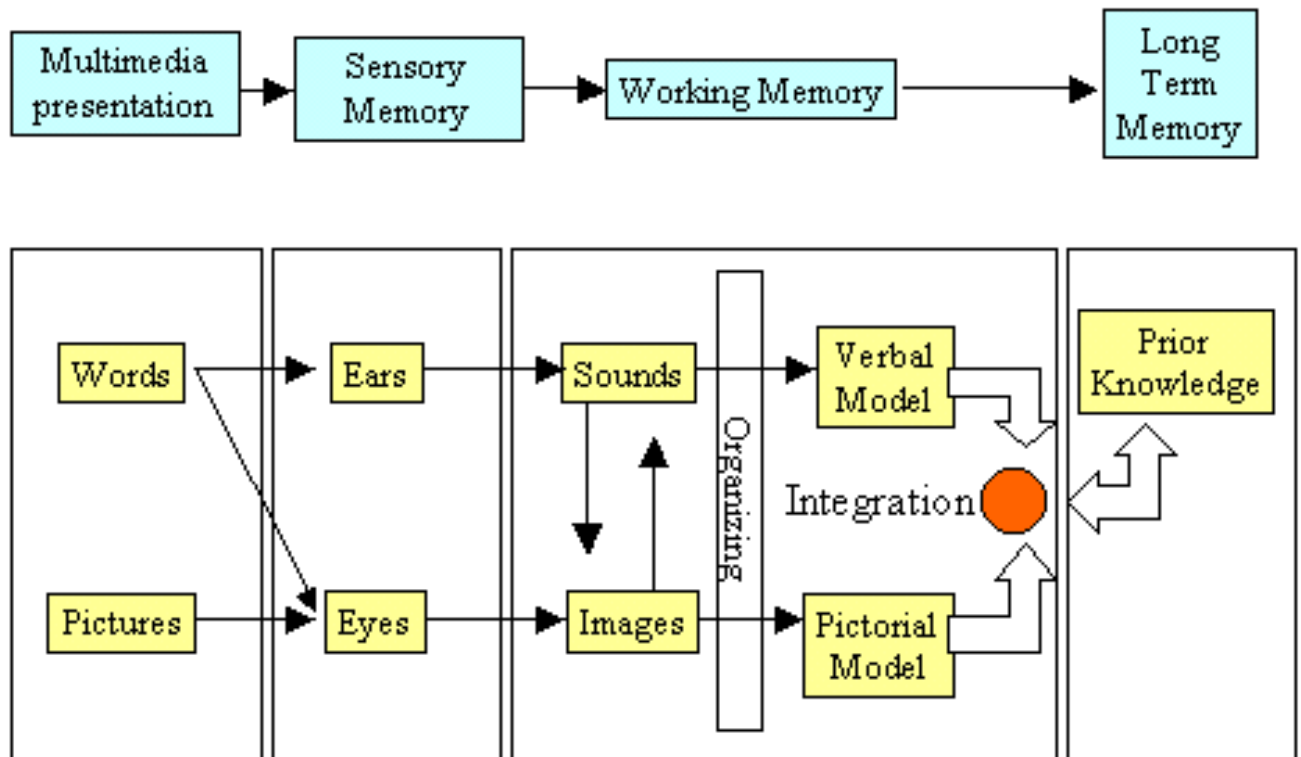 Multimedia
presentation
Sensory
Memory
Working Memory
Long
Term
Memory
Words
Ears
Sounds
Verbal
Model
Prior
Knowledge
Organizing
Integration
Pictures
Eyes
Images
Pictorial
Model